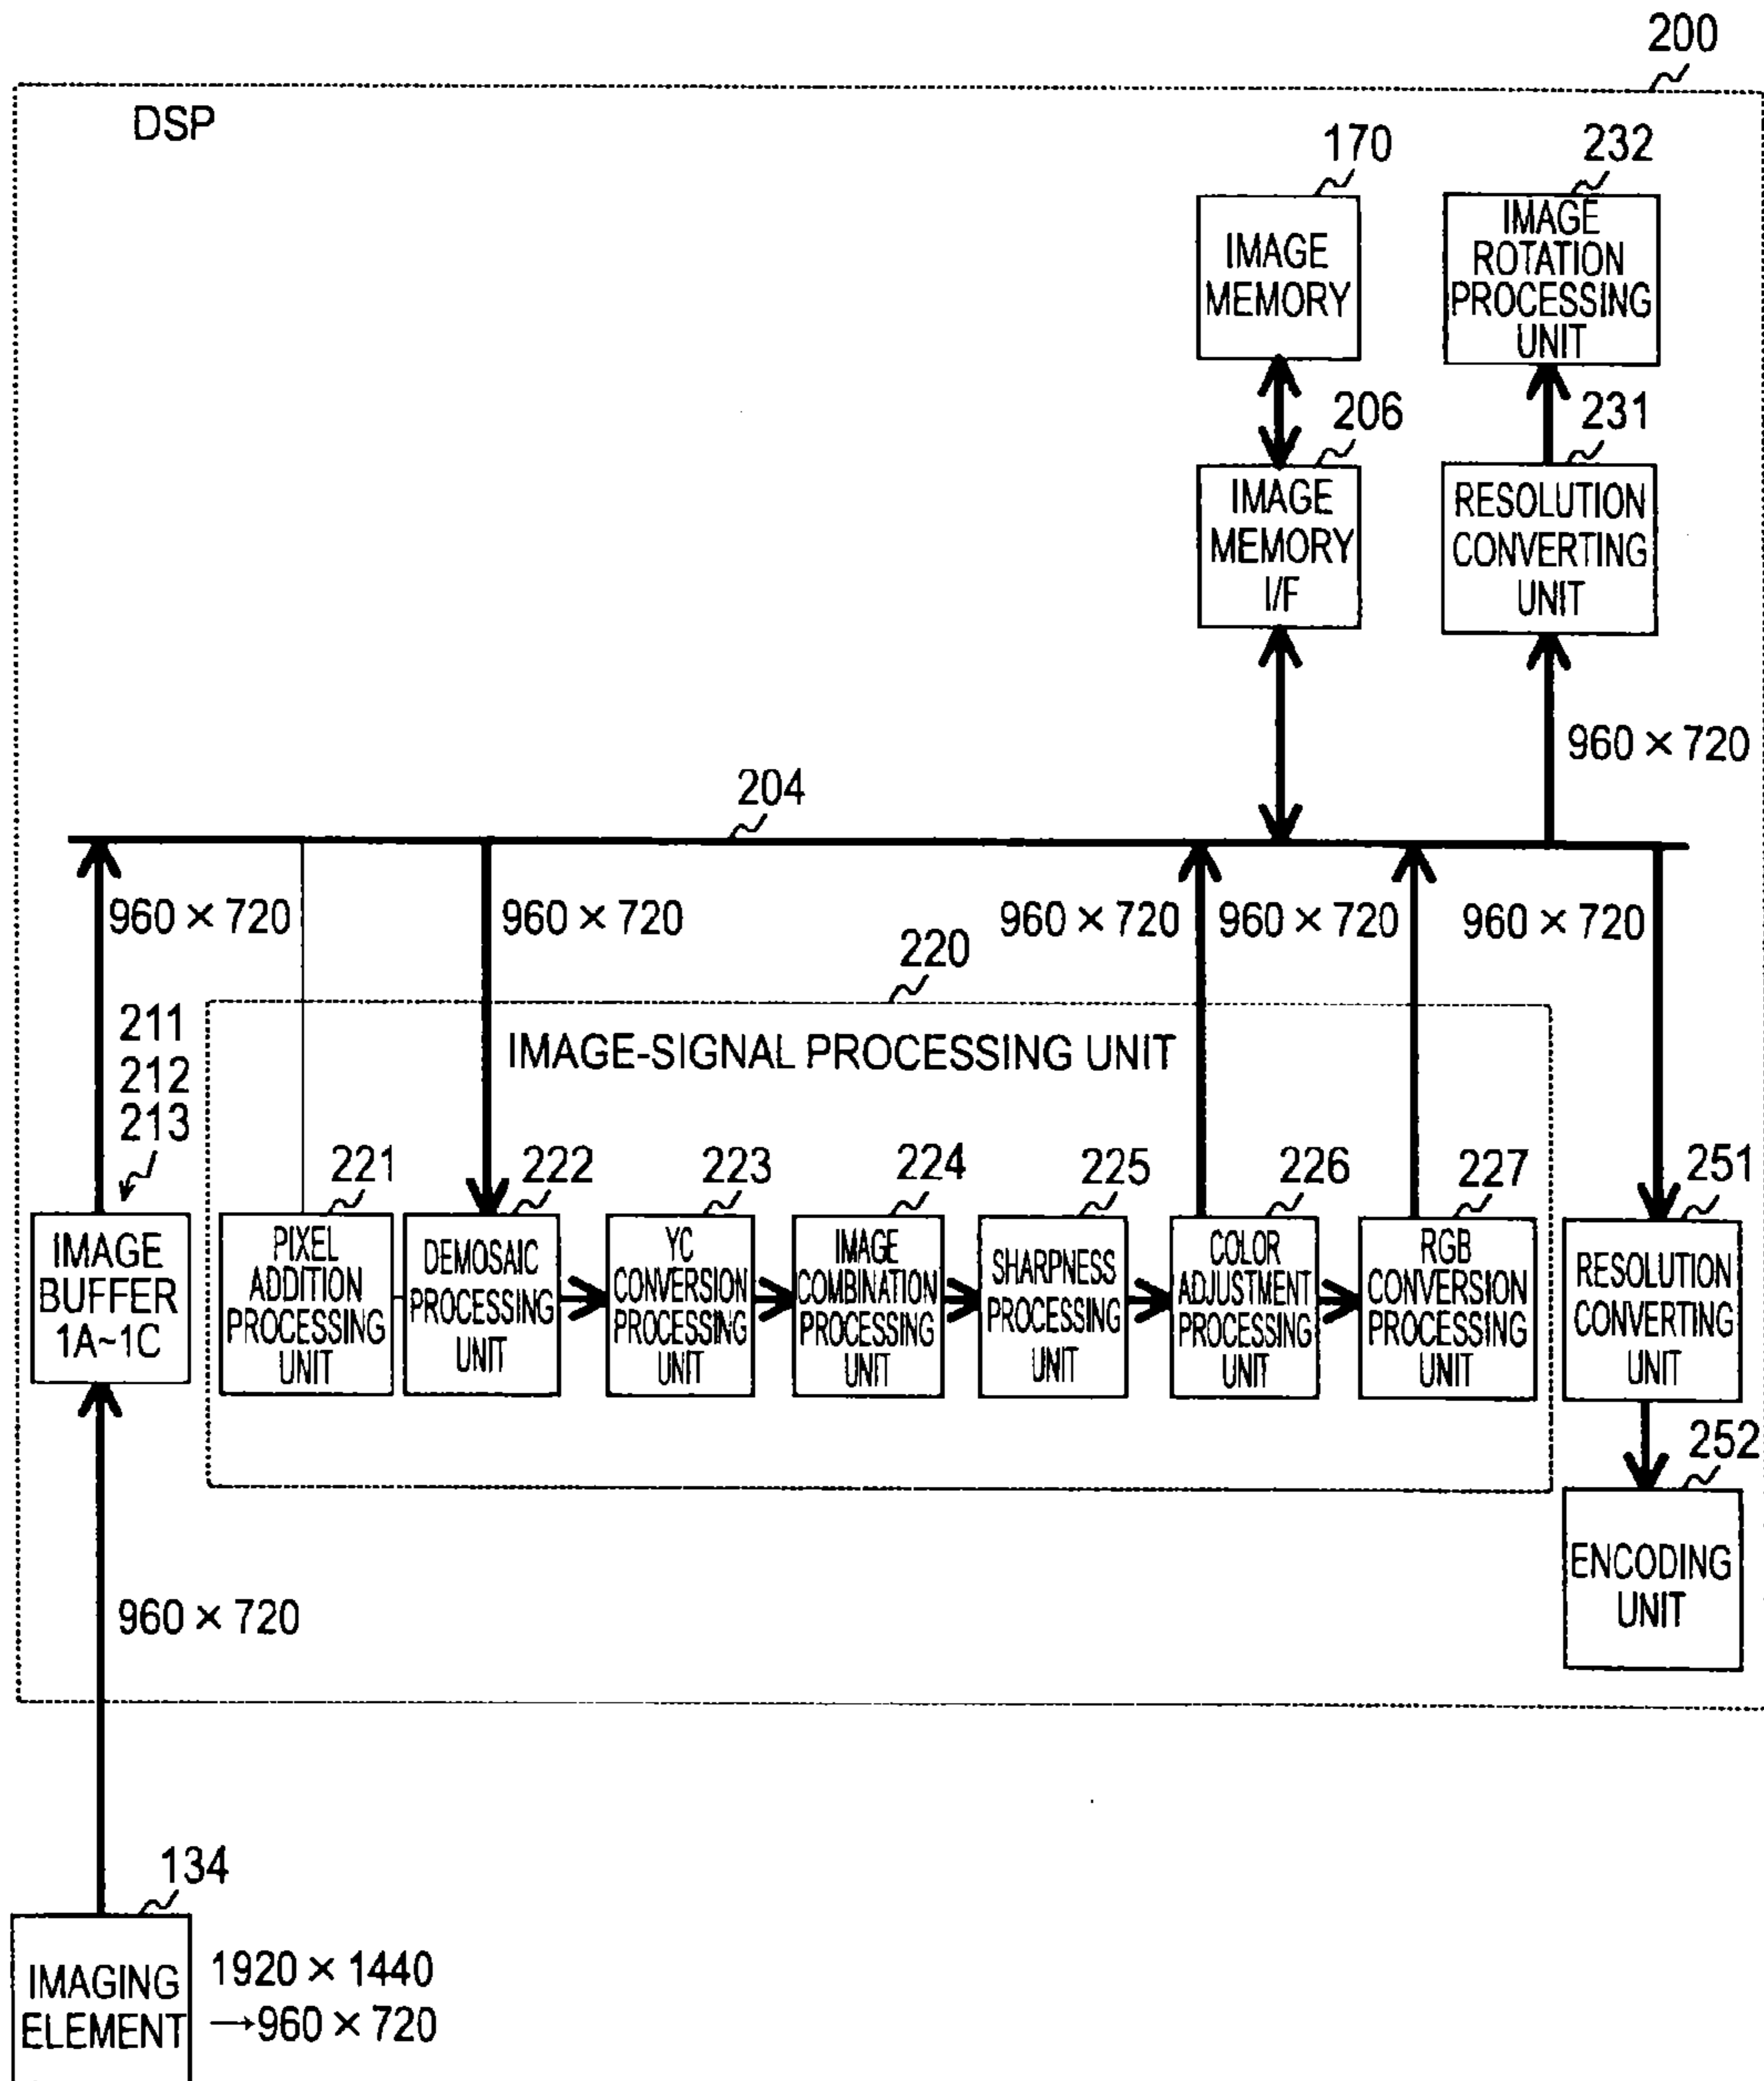 200
DSP
170
232
IMAGE
MEMORY
IMAGE
ROTATION
PROCESSING
UNIT
206
231
IMAGE
MEMORY
I/F
RESOLUTION
CONVERTING
UNIT
960 × 720
204
960 × 720
960 × 720
960 × 720
960 × 720
960 × 720
220
211
212
213
IMAGE-SIGNAL PROCESSING UNIT
221
222
223
224
225
226
227
251
IMAGE
BUFFER
1A~1C
PIXEL
ADDITION
PROCESSING
UNIT
DEMOSAIC
PROCESSING
UNIT
YC
CONVERSION
PROCESSING
UNIT
IMAGE
COMBINATION
PROCESSING
UNIT
SHARPNESS
PROCESSING
UNIT
COLOR
ADJUSTMENT
PROCESSING
UNIT
RGB
CONVERSION
PROCESSING
UNIT
RESOLUTION
CONVERTING
UNIT
252
ENCODING
UNIT
960 × 720
134
IMAGING
ELEMENT
1920 × 1440
→960 × 720